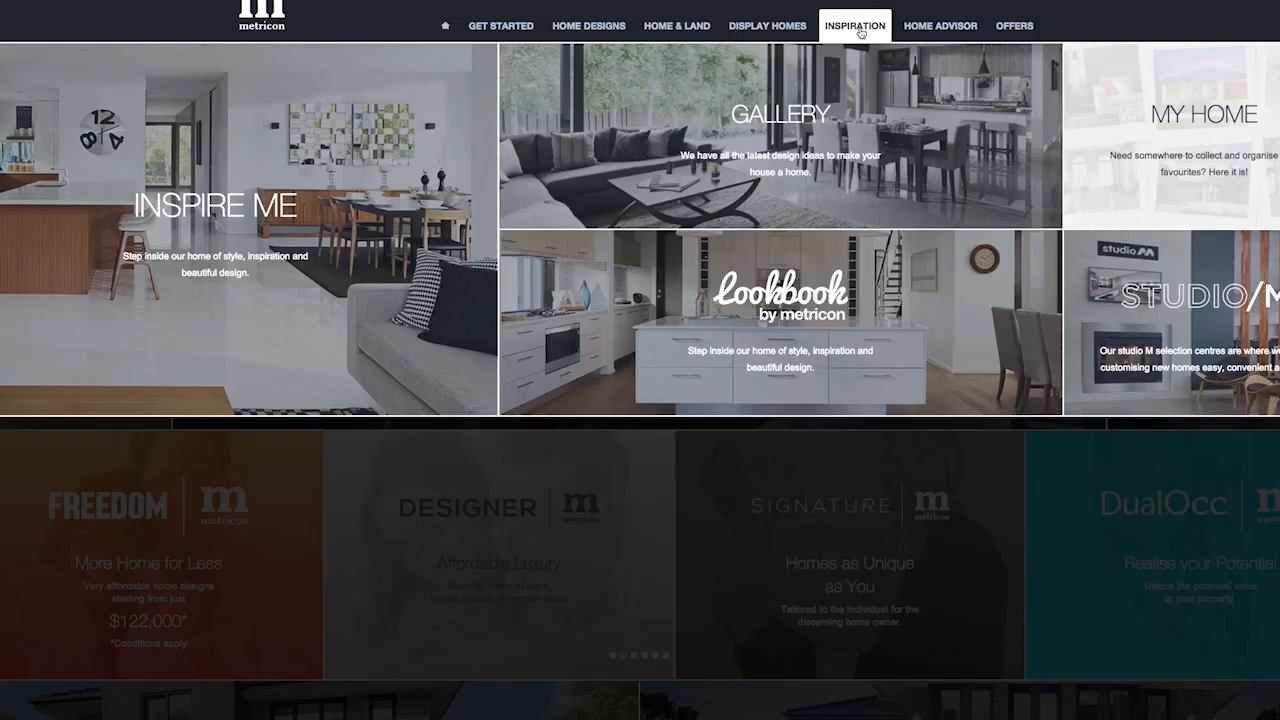 m
metricon
GET STARTED
HOME DESIGNS
HOME & LAND
DISPLAY HOMES
INSPIRATION
HOME ADVISOR
OFFERS
12
INSPIRE ME
Step inside our home of style, inspiration and
beautiful design.
GALLERY
We have all the latest design ideas to make your
house a home.
MY HOME
Need somewhere to collect and organise
favourites? Here it is!
Lookbook
by metricon
Step inside our home of style, inspiration and
beautiful design.
studio M
STUDIO/M
Our studio M selection centres are where we
customising new homes easy, convenient a
FREEDOM
m
metricon
More Home for Less
Very affordable home designs
starting from just
$122,000*
*Conditions apply
DESIGNER
m
metricon
Affordable Luxury
Beautiful home designs.
SIGNATURE
m
metricon
Homes as Unique
as You
Tailored to the individual for the
discerning home owner.
DualOcc
Realise your Potential
Unlock the potential value
in your property